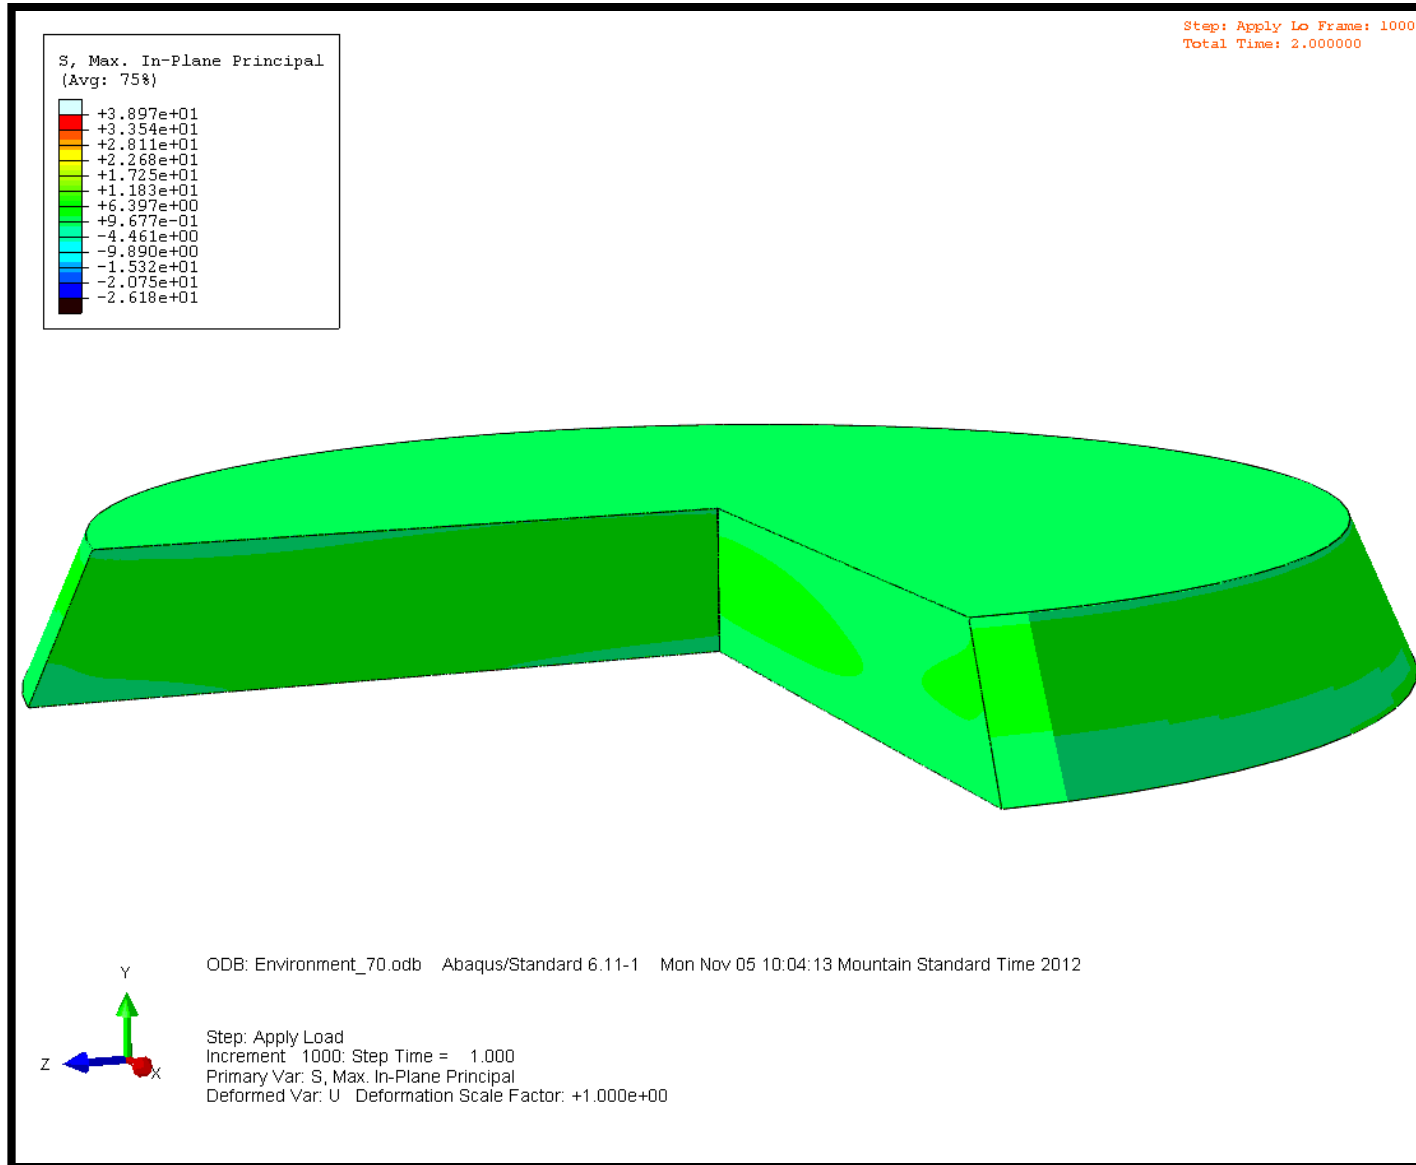 Step: Apply Lo Frame: 1000
Total Time: 2.000000
S, Max. In-Plane Principal
(Avg: 75%)
+3.897e+01
+3.354e+01
+2.811e+01
+2.268e+01
+1.725e+01
+1.183e+01
+6.397e+00
+9.677e-01
-4.461e+00
-9.890e+00
-1.532e+01
-2.075e+01
-2.618e+01
Y
Z
X
ODB: Environment_70.odb Abaqus/Standard 6.11-1 Mon Nov 05 10:04:13 Mountain Standard Time 2012
Step: Apply Load
Increment 1000: Step Time = 1.000
Primary Var: S, Max. In-Plane Principal
Deformed Var: U Deformation Scale Factor: +1.000e+00